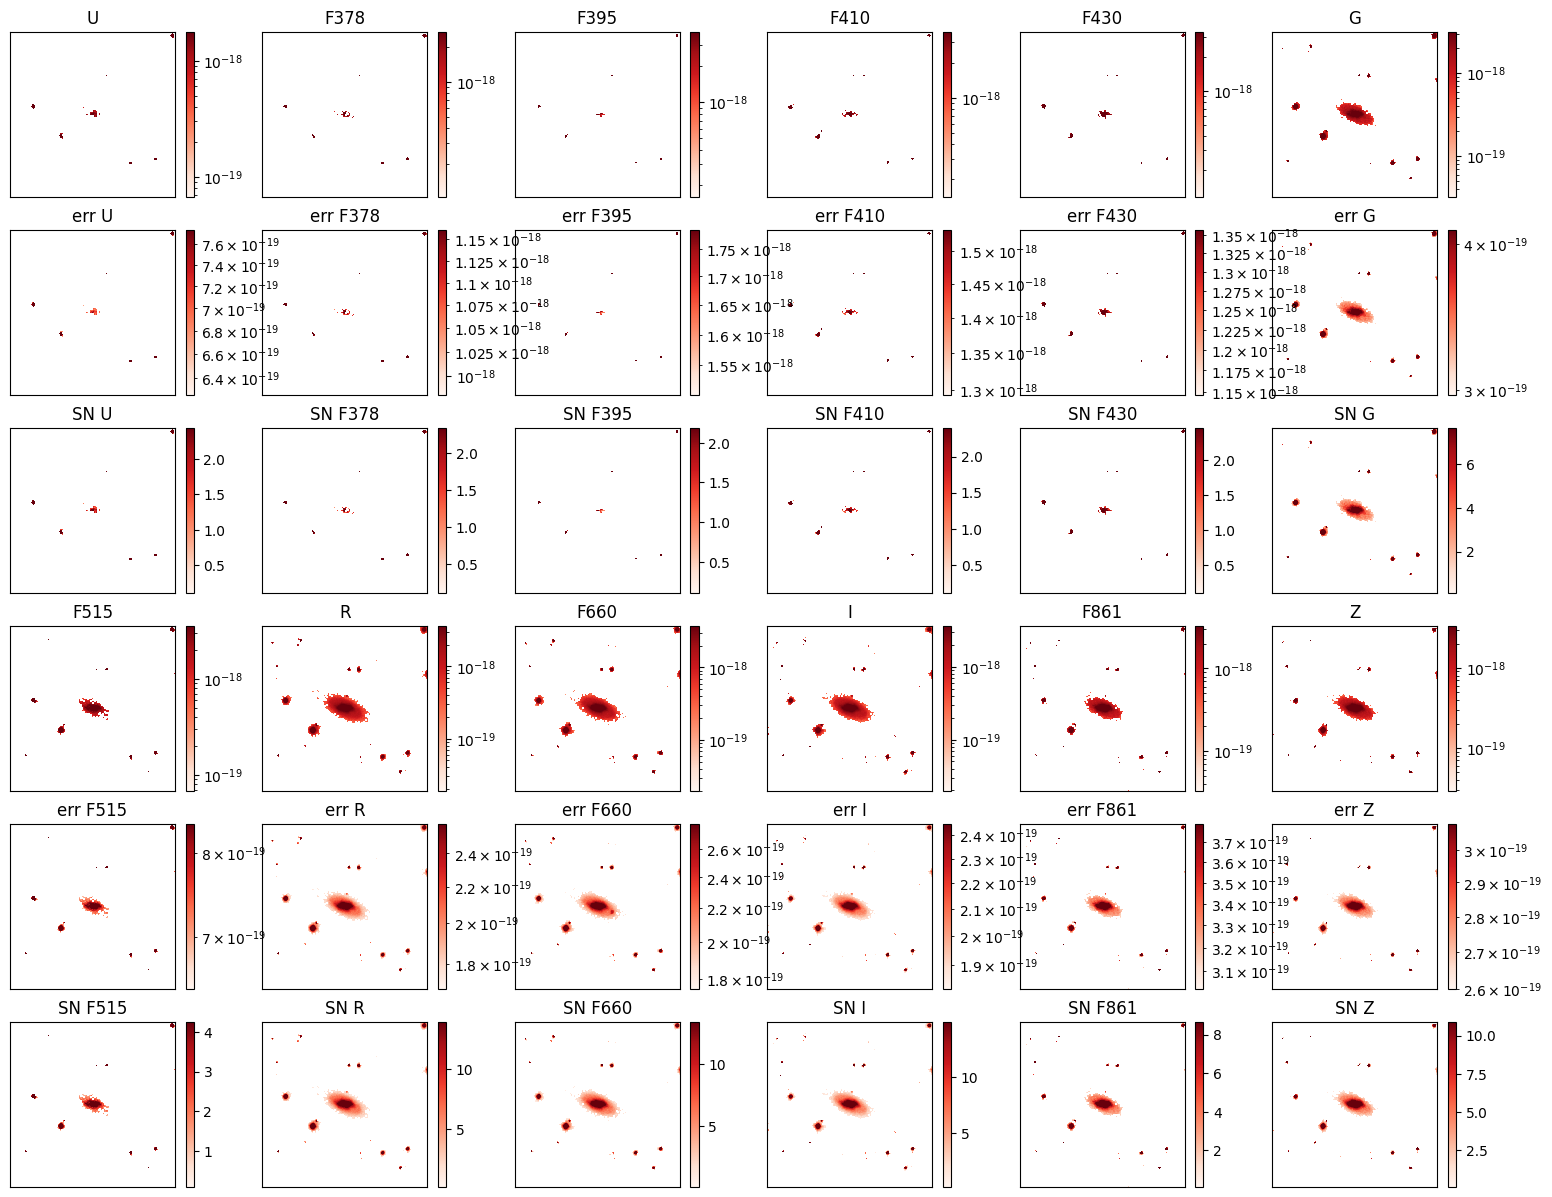 U F378 F395 F410 F430 G
10⁻¹⁸ 10⁻¹⁸ 10⁻¹⁸ 10⁻¹⁸ 10⁻¹⁸ 10⁻¹⁸
10⁻¹⁹ 10⁻¹⁹
err U err F378 err F395 err F410 err F430 err G
7.6 × 10⁻¹⁹
7.4 × 10⁻¹⁹
7.2 × 10⁻¹⁹
7 × 10⁻¹⁹
6.8 × 10⁻¹⁹
6.6 × 10⁻¹⁹
6.4 × 10⁻¹⁹
1.15 × 10⁻¹⁸
1.125 × 10⁻¹⁸
1.1 × 10⁻¹⁸
1.075 × 10⁻¹⁸
1.05 × 10⁻¹⁸
1.025 × 10⁻¹⁸
10⁻¹⁸
1.75 × 10⁻¹⁸
1.7 × 10⁻¹⁸
1.65 × 10⁻¹⁸
1.6 × 10⁻¹⁸
1.55 × 10⁻¹⁸
1.5 × 10⁻¹⁸
1.45 × 10⁻¹⁸
1.4 × 10⁻¹⁸
1.35 × 10⁻¹⁸
1.3 × 10⁻¹⁸
1.35 × 10⁻¹⁸
1.325 × 10⁻¹⁸
1.3 × 10⁻¹⁸
1.275 × 10⁻¹⁸
1.25 × 10⁻¹⁸
1.225 × 10⁻¹⁸
1.2 × 10⁻¹⁸
1.175 × 10⁻¹⁸
1.15 × 10⁻¹⁸
4 × 10⁻¹⁹
3 × 10⁻¹⁹
SN U SN F378 SN F395 SN F410 SN F430 SN G
2.0 1.5 1.0 0.5
2.0 1.5 1.0 0.5
2.0 1.5 1.0 0.5
2.0 1.5 1.0 0.5
2.0 1.5 1.0 0.5
6 4 2
F515 R F660 I F861 Z
10⁻¹⁸ 10⁻¹⁸ 10⁻¹⁸ 10⁻¹⁸ 10⁻¹⁸ 10⁻¹⁸
10⁻¹⁹ 10⁻¹⁹ 10⁻¹⁹ 10⁻¹⁹ 10⁻¹⁹ 10⁻¹⁹
err F515 err R err F660 err I err F861 err Z
8 × 10⁻¹⁹
7 × 10⁻¹⁹
2.4 × 10⁻¹⁹
2.2 × 10⁻¹⁹
2 × 10⁻¹⁹
1.8 × 10⁻¹⁹
2.6 × 10⁻¹⁹
2.4 × 10⁻¹⁹
2.2 × 10⁻¹⁹
2 × 10⁻¹⁹
1.8 × 10⁻¹⁹
2.4 × 10⁻¹⁹
2.3 × 10⁻¹⁹
2.2 × 10⁻¹⁹
2.1 × 10⁻¹⁹
2 × 10⁻¹⁹
1.9 × 10⁻¹⁹
3.7 × 10⁻¹⁹
3.6 × 10⁻¹⁹
3.5 × 10⁻¹⁹
3.4 × 10⁻¹⁹
3.3 × 10⁻¹⁹
3.2 × 10⁻¹⁹
3.1 × 10⁻¹⁹
3 × 10⁻¹⁹
2.9 × 10⁻¹⁹
2.8 × 10⁻¹⁹
2.7 × 10⁻¹⁹
2.6 × 10⁻¹⁹
SN F515 SN R SN F660 SN I SN F861 SN Z
4 3 2 1
10 5
10 5
10 5
8 6 4 2
10.0 7.5 5.0 2.5